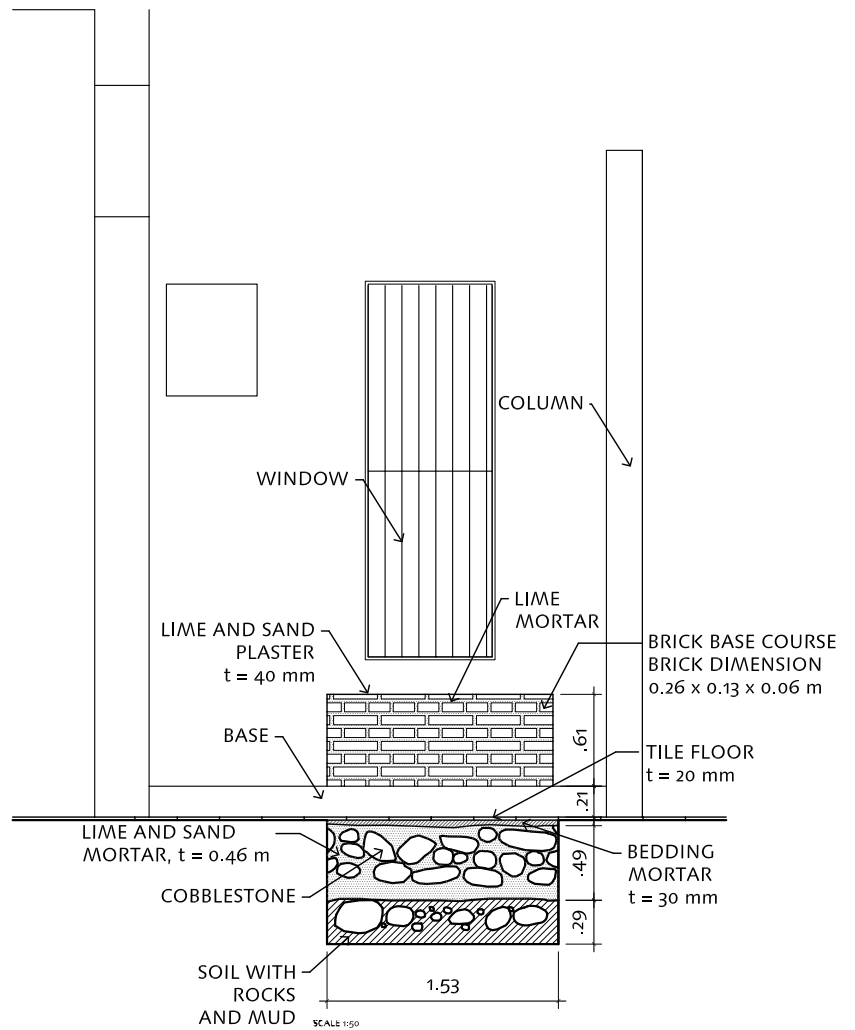 COLUMN
WINDOW
LIME
MORTAR
LIME AND SAND
PLASTER
t = 40 mm
BRICK BASE COURSE
BRICK DIMENSION
0.26 x 0.13 x 0.06 m
.61
BASE
TILE FLOOR
t = 20 mm
.21
LIME AND SAND
MORTAR, t = 0.46 m
BEDDING
MORTAR
t = 30 mm
.49
COBBLESTONE
.29
SOIL WITH
ROCKS
AND MUD
1.53
SCALE 1:50